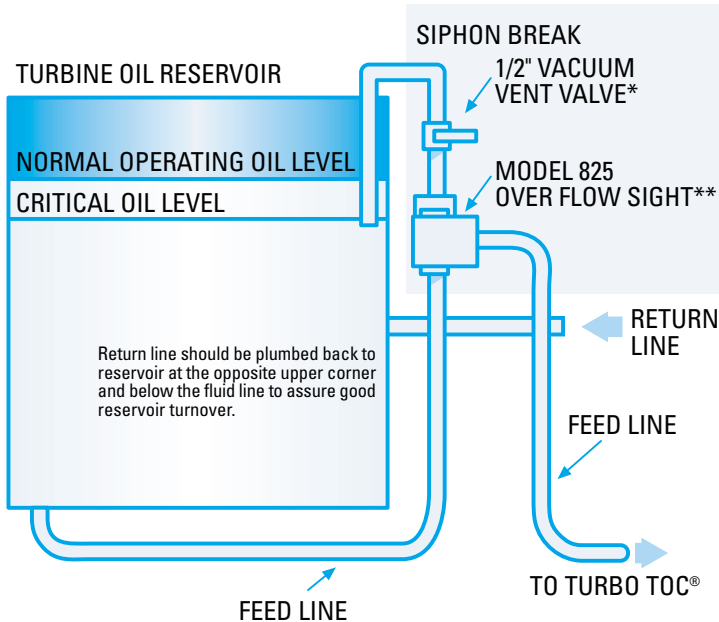 SIPHON BREAK
1/2" VACUUM
VENT VALVE*
TURBINE OIL RESERVOIR
NORMAL OPERATING OIL LEVEL
MODEL 825
OVER FLOW SIGHT**
CRITICAL OIL LEVEL
RETURN
LINE
Return line should be plumbed back to
reservoir at the opposite upper corner
and below the fluid line to assure good
reservoir turnover.
FEED LINE
TO TURBO TOC®
FEED LINE